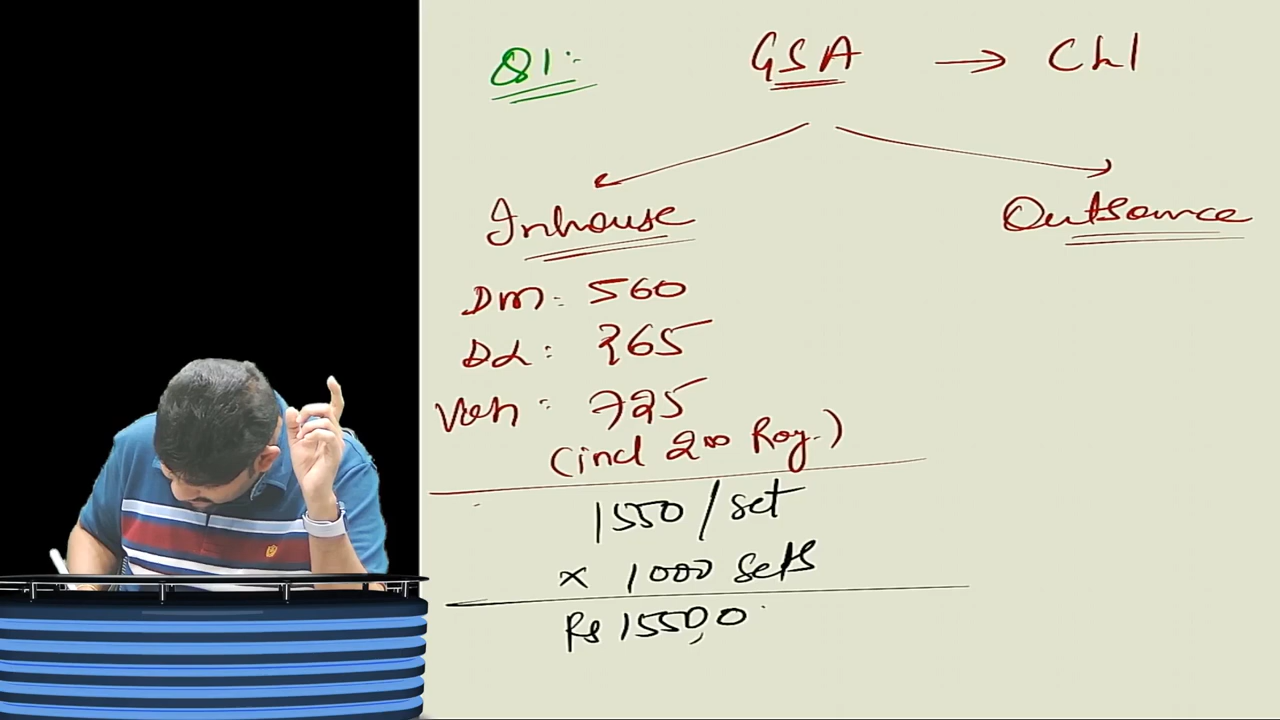 Q1:- GSA → Ch1
Inhouse
Outsource
DM: 560
DL: 265
VOH: 725
(incl 200 Roy.)
1550/set
x 1000 sets
Rs 1550,0